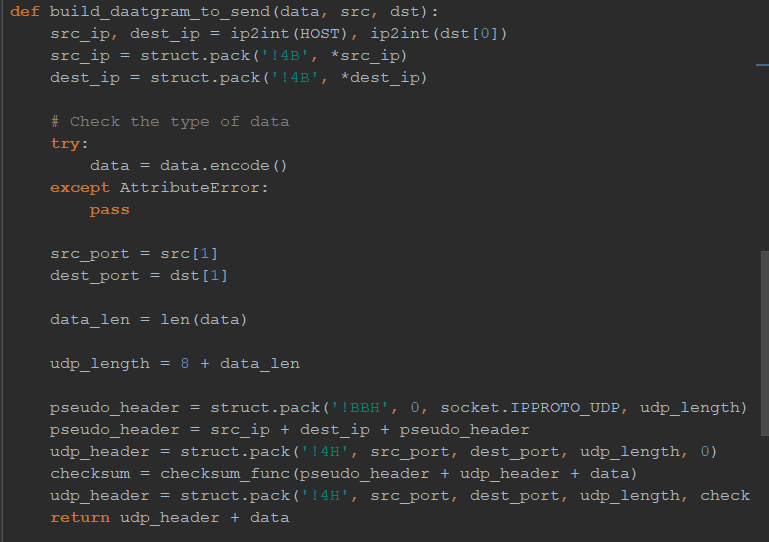 def build_daatgram_to_send(data, src, dst):
    src_ip, dest_ip = ip2int(HOST), ip2int(dst[0])
    src_ip = struct.pack('!4B', *src_ip)
    dest_ip = struct.pack('!4B', *dest_ip)
    # Check the type of data
    try:
        data = data.encode()
    except AttributeError:
        pass
    src_port = src[1]
    dest_port = dst[1]
    data_len = len(data)
    udp_length = 8 + data_len
    pseudo_header = struct.pack('!BBH', 0, socket.IPPROTO_UDP, udp_length)
    pseudo_header = src_ip + dest_ip + pseudo_header
    udp_header = struct.pack('!4H', src_port, dest_port, udp_length, 0)
    checksum = checksum_func(pseudo_header + udp_header + data)
    udp_header = struct.pack('!4H', src_port, dest_port, udp_length, check
    return udp_header + data